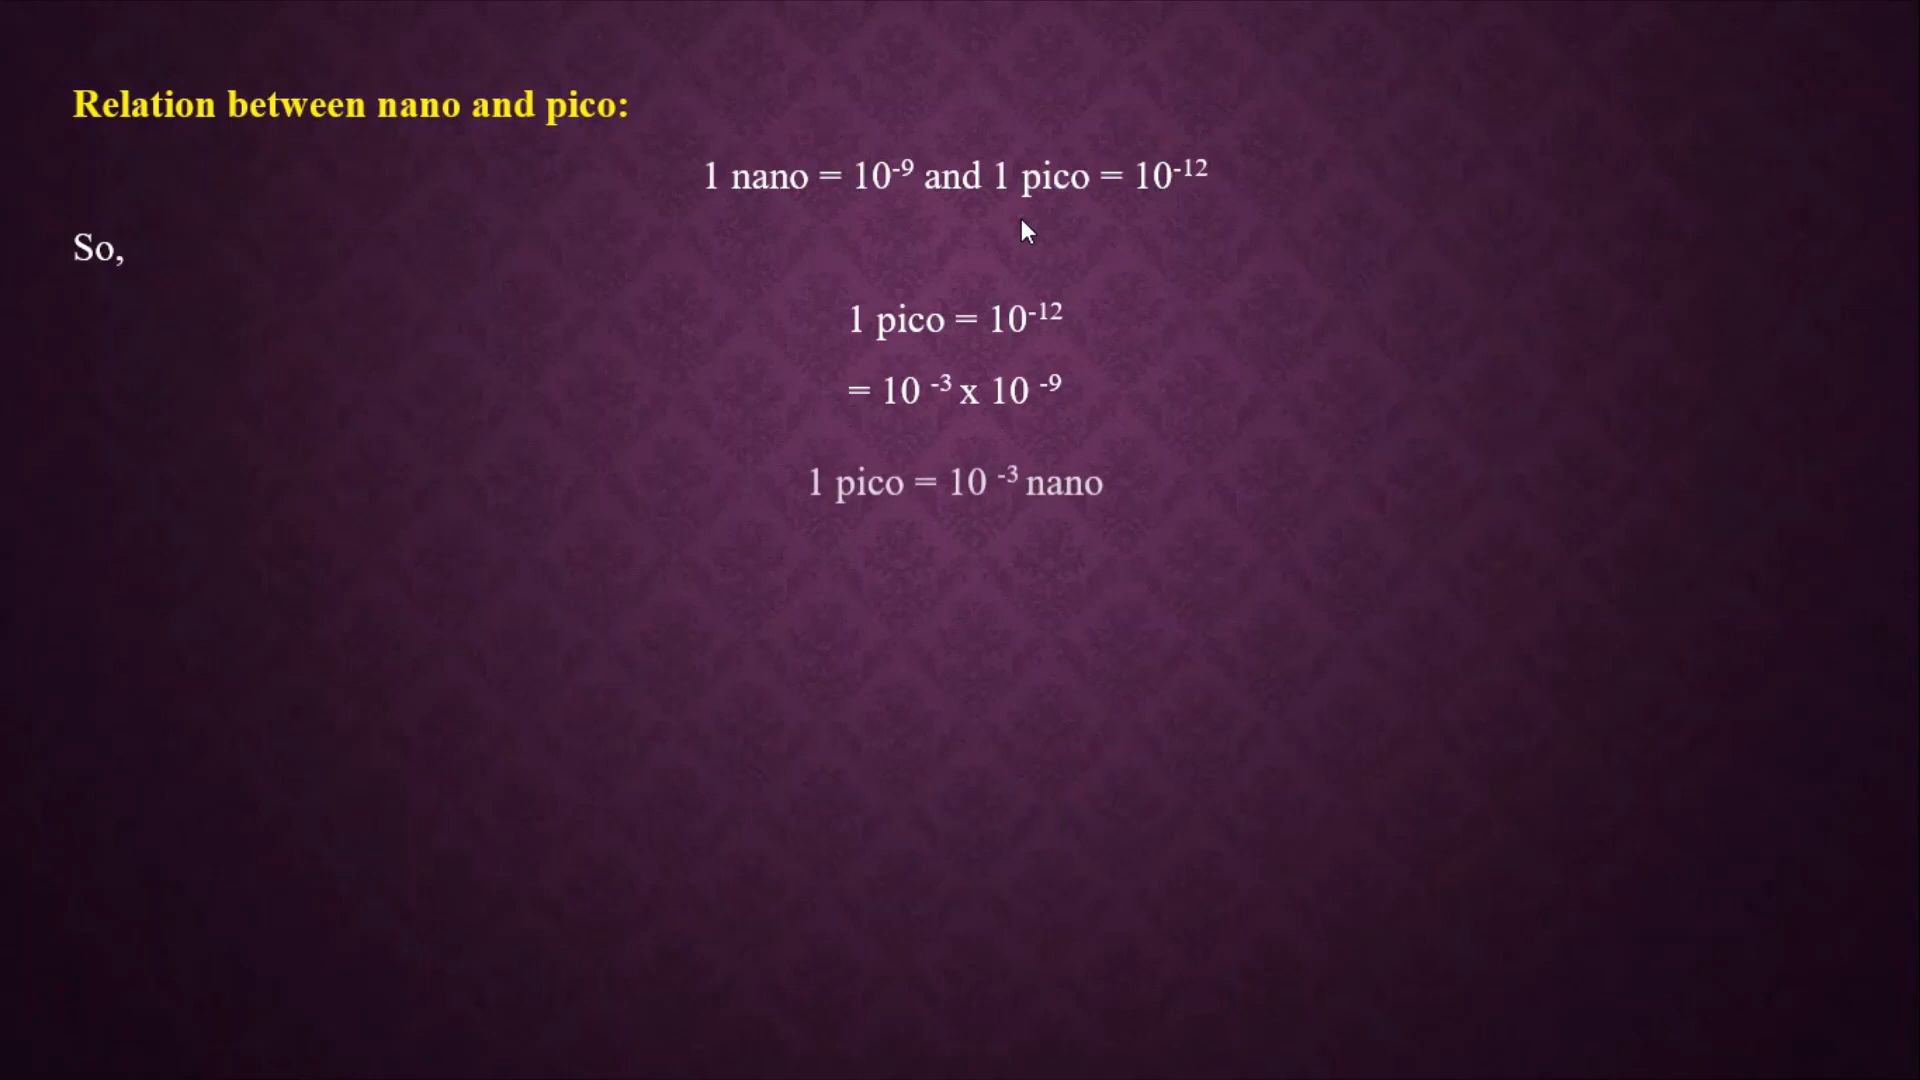 Relation between nano and pico:
1 nano = 10⁻⁹ and 1 pico = 10⁻¹²
So,
1 pico = 10⁻¹²
= 10 ⁻³ x 10 ⁻⁹
1 pico = 10 ⁻³ nano